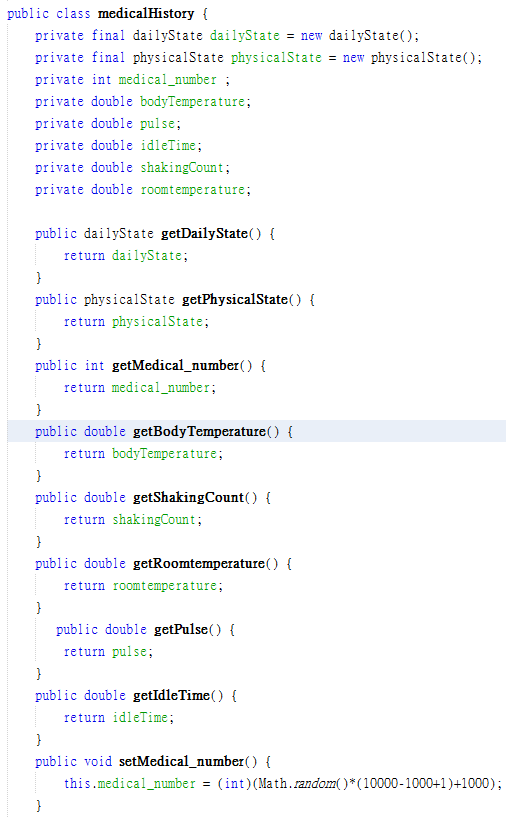 public class medicalHistory {
    private final dailyState dailyState = new dailyState();
    private final physicalState physicalState = new physicalState();
    private int medical_number ;
    private double bodyTemperature;
    private double pulse;
    private double idleTime;
    private double shakingCount;
    private double roomtemperature;

    public dailyState getDailyState() {
        return dailyState;
    }
    public physicalState getPhysicalState() {
        return physicalState;
    }
    public int getMedical_number() {
        return medical_number;
    }
    public double getBodyTemperature() {
        return bodyTemperature;
    }
    public double getShakingCount() {
        return shakingCount;
    }
    public double getRoomtemperature() {
        return roomtemperature;
    }
       public double getPulse() {
        return pulse;
    }
    public double getIdleTime() {
        return idleTime;
    }
    public void setMedical_number() {
        this.medical_number = (int)(Math.random()*(10000-1000+1)+1000);
    }